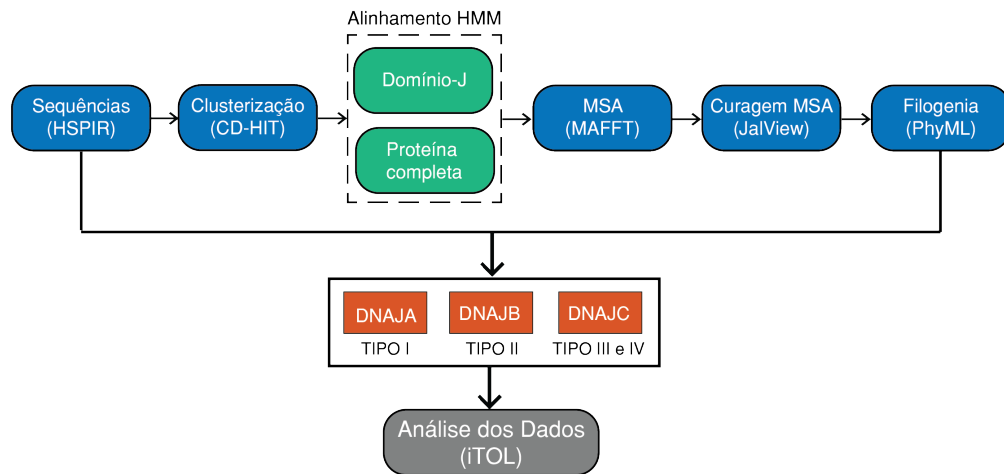 Alinhamento HMM
Sequências
(HSPIR)
Clusterização
(CD-HIT)
Domínio-J
Proteína
completa
MSA
(MAFFT)
Curagem MSA
(JalView)
Filogenia
(PhyML)
DNAJA
DNAJB
DNAJC
TIPO I
TIPO II
TIPO III e IV
Análise dos Dados
(iTOL)